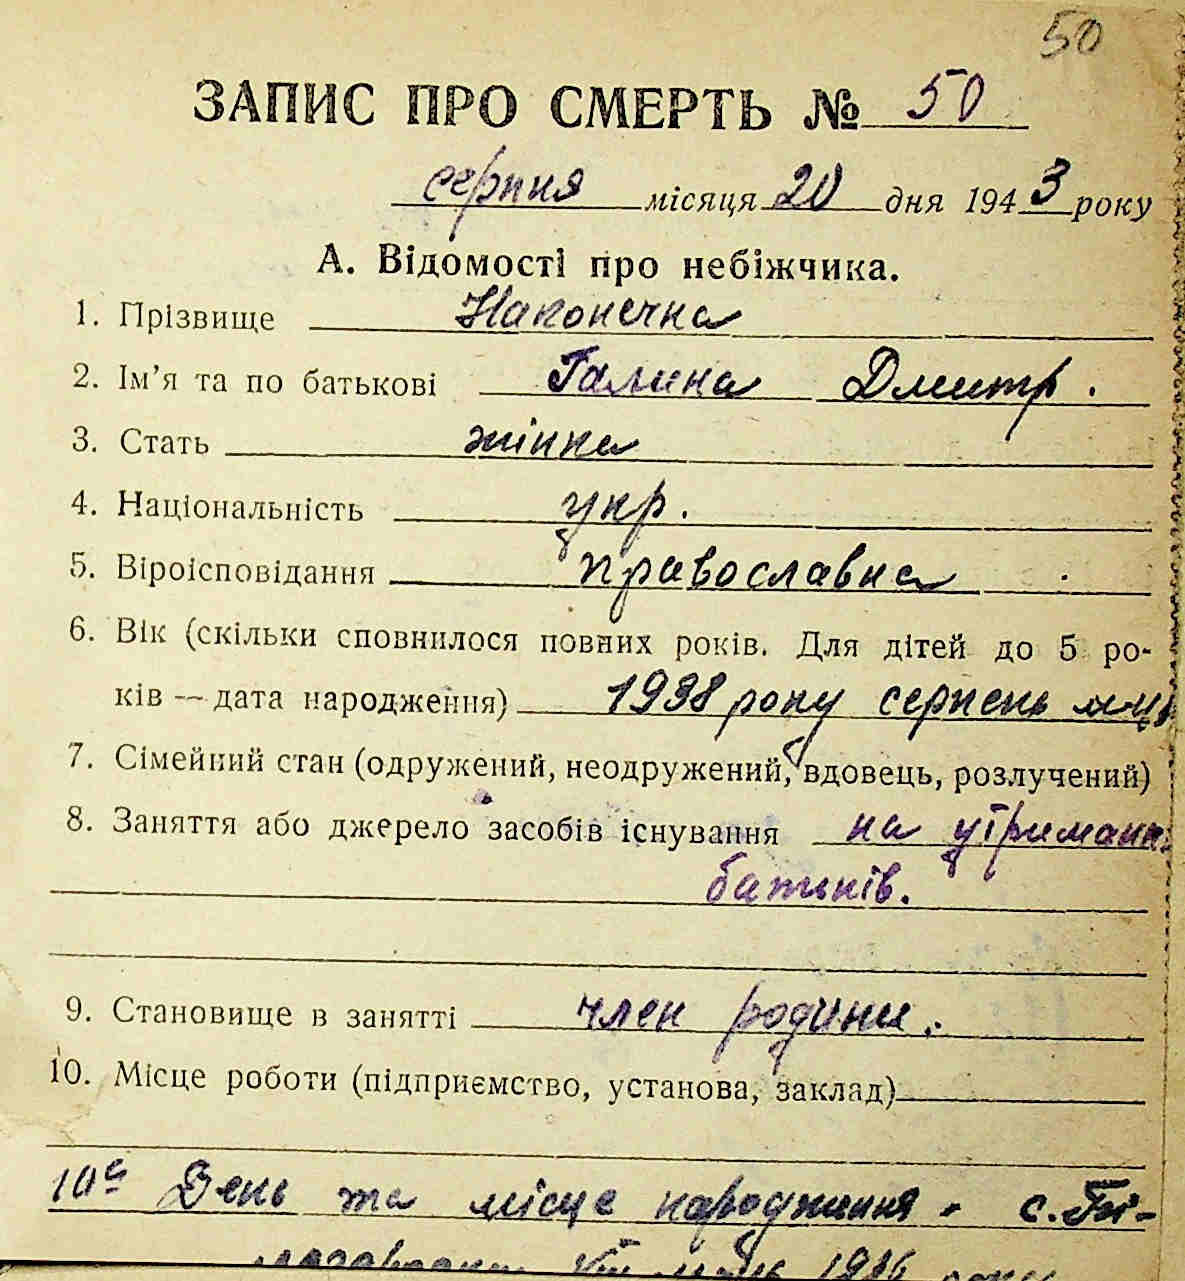 50
ЗАПИС ПРО СМЕРТЬ № 50
серпня місяця 20 дня 1943 року
А. Відомості про небіжчика.
1. Прізвище Наконечна
2. Ім'я та по батькові Галина Дмитр.
3. Стать жінка
4. Національність укр.
5. Віроісповідання православна
6. Вік (скільки сповнилося повних років. Для дітей до 5 ро-
ків — дата народження) 1938 року серпень м-ць
7. Сімейний стан (одружений, неодружений, вдовець, розлучений)
8. Заняття або джерело засобів існування на утриман.
батьків.
9. Становище в занятті член родини.
10. Місце роботи (підприємство, установа, заклад)
10а День та місце народження. с.